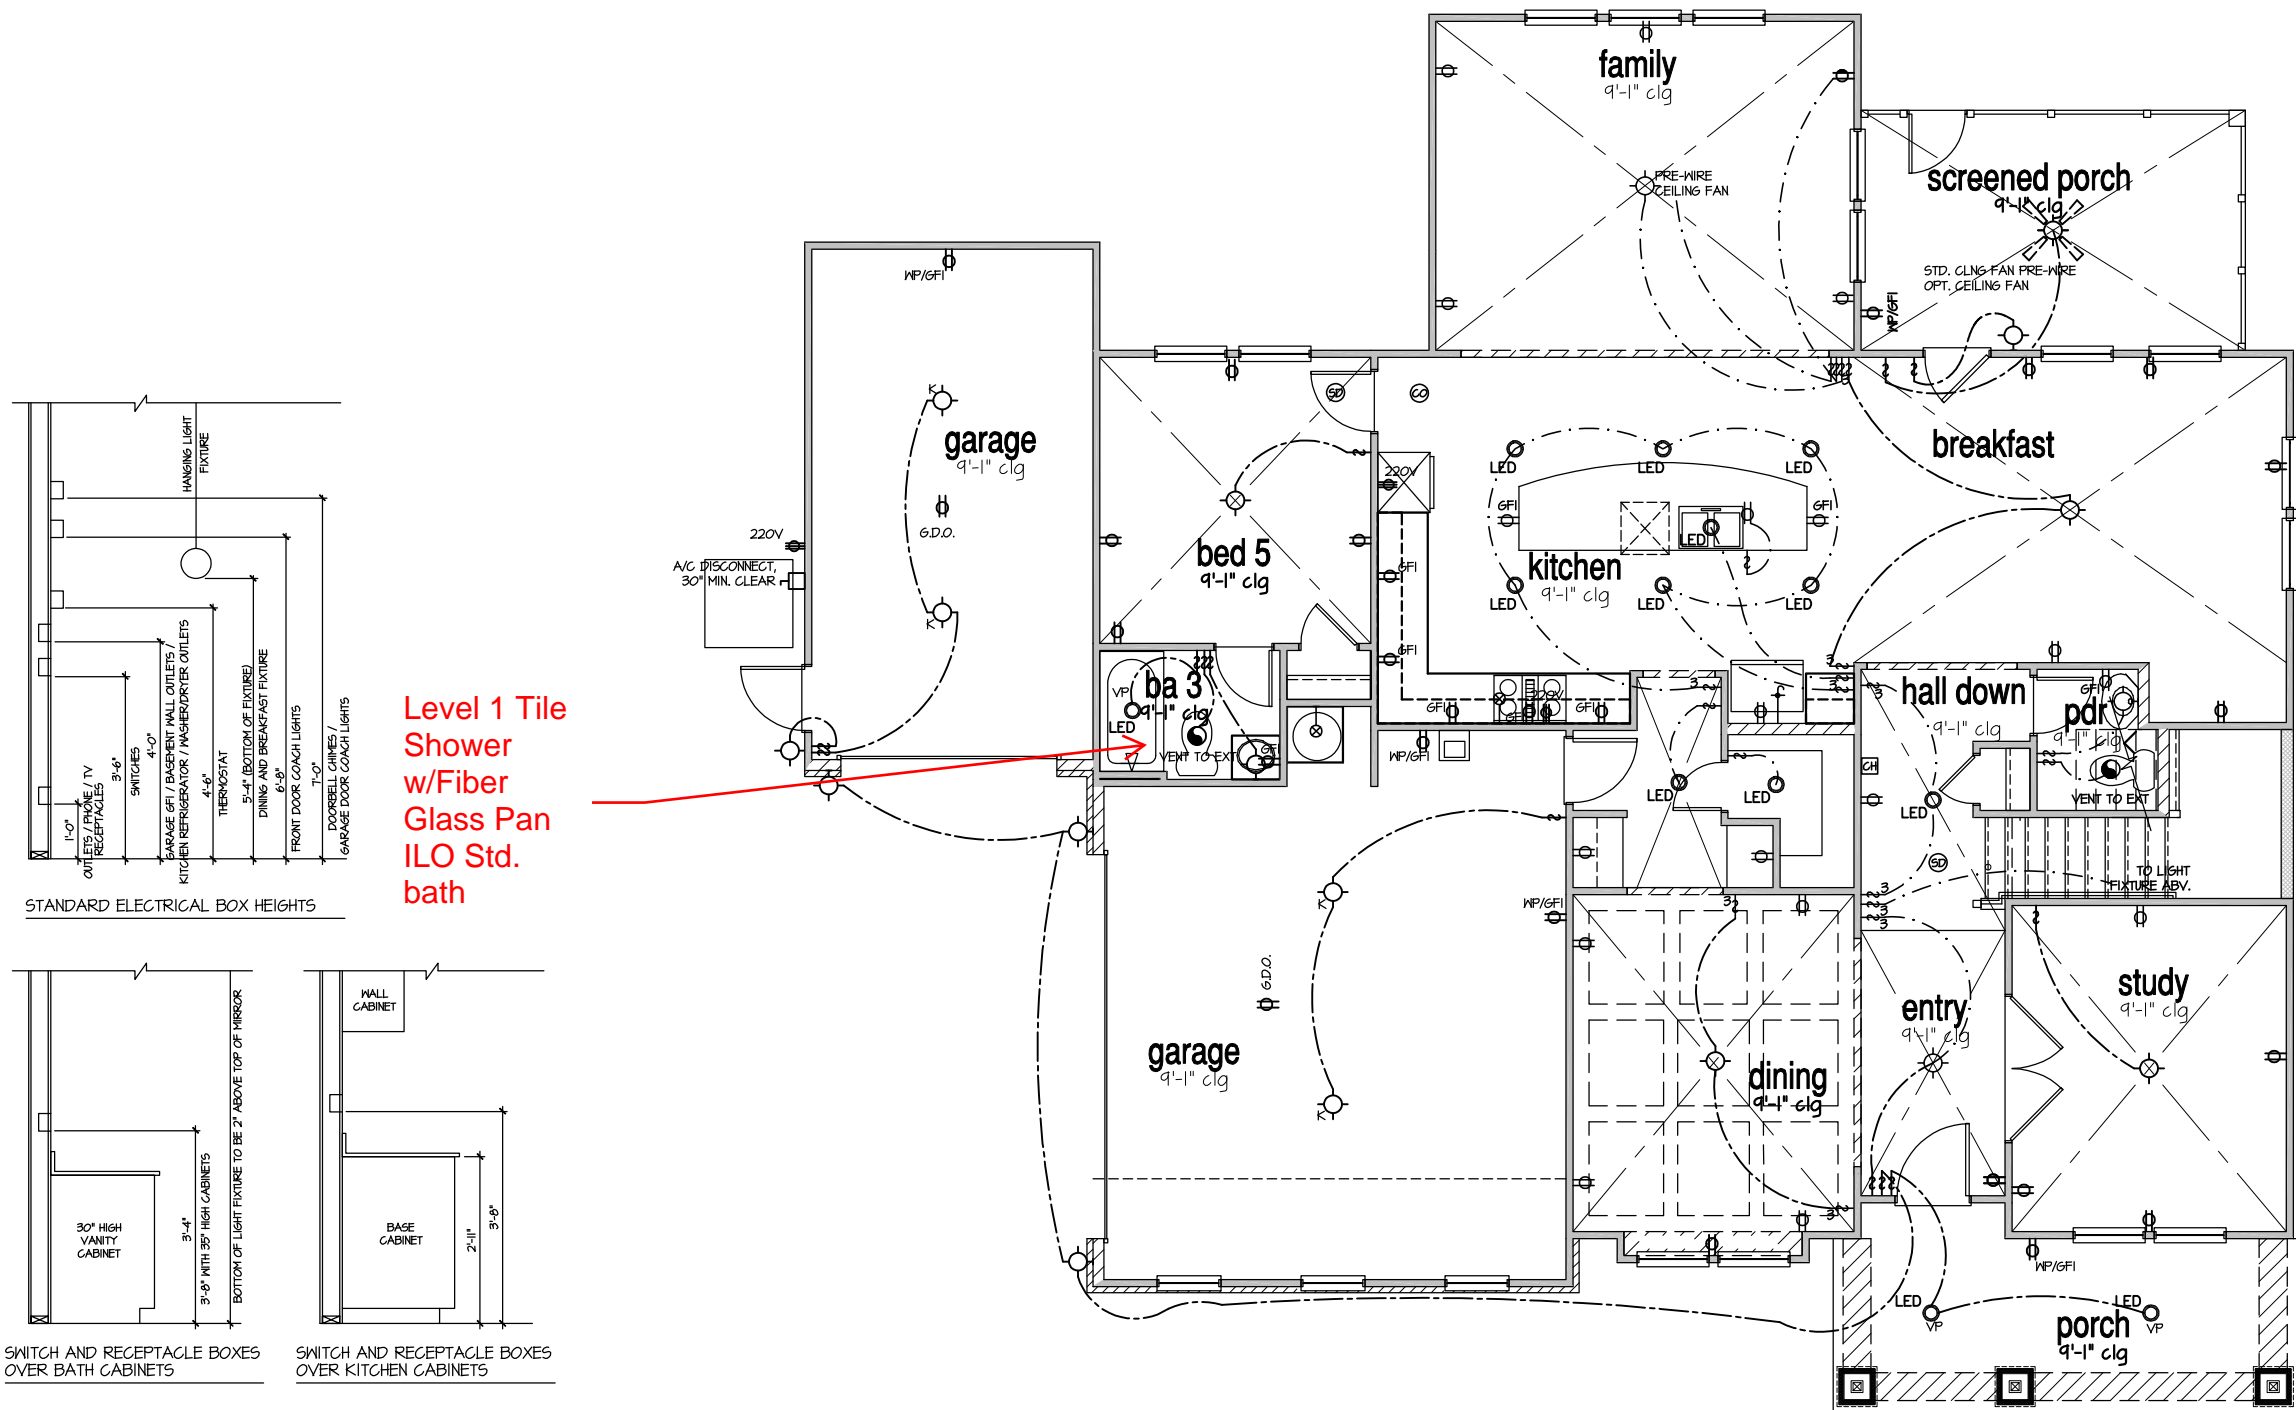 family
9'-1" clg
PRE-WIRE
CEILING FAN
screened porch
9'-1" clg
STD. CLNG FAN PRE-WIRE
OPT. CEILING FAN
WP/GFI
WP/GFI
K
garage
9'-1" clg
G.D.O.
K
220V
A/C DISCONNECT,
30" MIN. CLEAR
SD
CO
bed 5
9'-1" clg
220V
LED
LED
LED
GFI
GFI
LED
kitchen
9'-1" clg
LED
LED
LED
GFI
GFI
GFI
220V
GFI
GFI
breakfast
3
3
3
3
ba 3
9'-1" clg
VP
LED
VENT TO EXT
GFI
Level 1 Tile
Shower
w/Fiber
Glass Pan
ILO Std.
bath
WP/GFI
LED
LED
hall down
9'-1" clg
CH
LED
SD
pdr
9'-1" clg
GFI
VENT TO EXT
TO LIGHT
FIXTURE ABV.
3
3
3
WP/GFI
K
garage
9'-1" clg
G.D.O.
K
dining
9'-1" clg
3
entry
9'-1" clg
study
9'-1" clg
WP/GFI
LED
VP
LED
VP
porch
9'-1" clg
HANGING LIGHT
FIXTURE
1'-0"
OUTLETS / PHONE / TV
RECEPTACLES
3'-6"
SWITCHES
4'-0"
GARAGE GFI / BASEMENT WALL OUTLETS /
KITCHEN REFRIGERATOR / WASHER/DRYER OUTLETS
4'-6"
THERMOSTAT
5'-4" (BOTTOM OF FIXTURE)
DINING AND BREAKFAST FIXTURE
6'-8"
FRONT DOOR COACH LIGHTS
7'-0"
DOORBELL CHIMES /
GARAGE DOOR COACH LIGHTS
STANDARD ELECTRICAL BOX HEIGHTS
30" HIGH
VANITY
CABINET
3'-4"
3'-8" WITH 35" HIGH CABINETS
BOTTOM OF LIGHT FIXTURE TO BE 2" ABOVE TOP OF MIRROR
SWITCH AND RECEPTACLE BOXES
OVER BATH CABINETS
WALL
CABINET
BASE
CABINET
2'-11"
3'-8"
SWITCH AND RECEPTACLE BOXES
OVER KITCHEN CABINETS